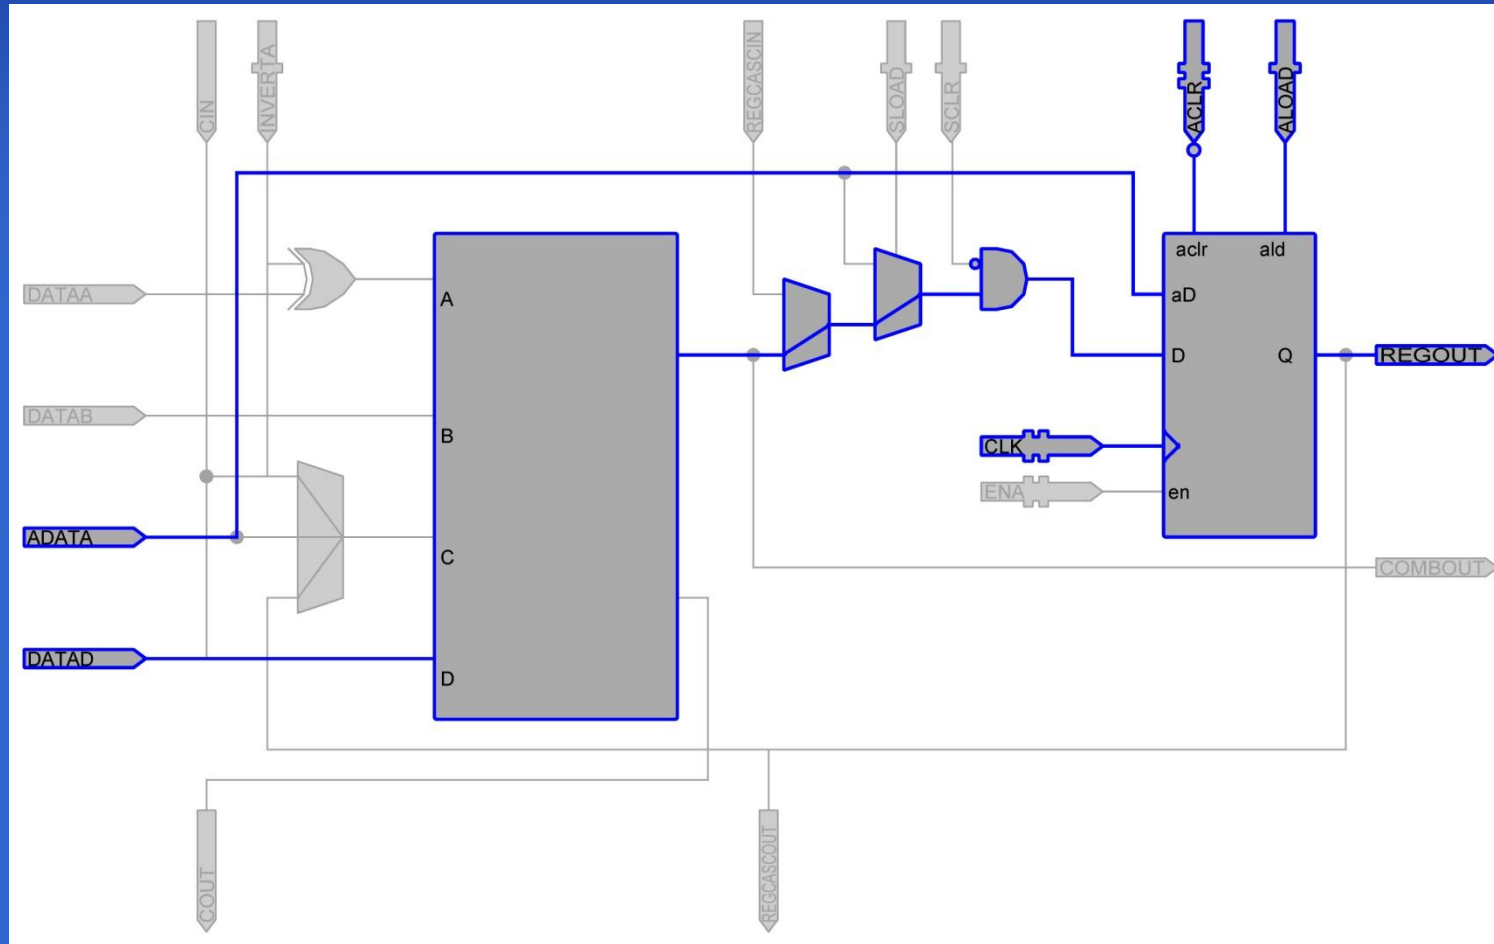 CIN
INVERTA
REGCASCIN
SLOAD
SCLR
ACLR
ALOAD
aclr
ald
DATAA
A
aD
D
Q
REGOUT
DATAB
B
CLK
ENA
en
ADATA
C
COMBOUT
DATAD
D
COUT
REGCASCOUT